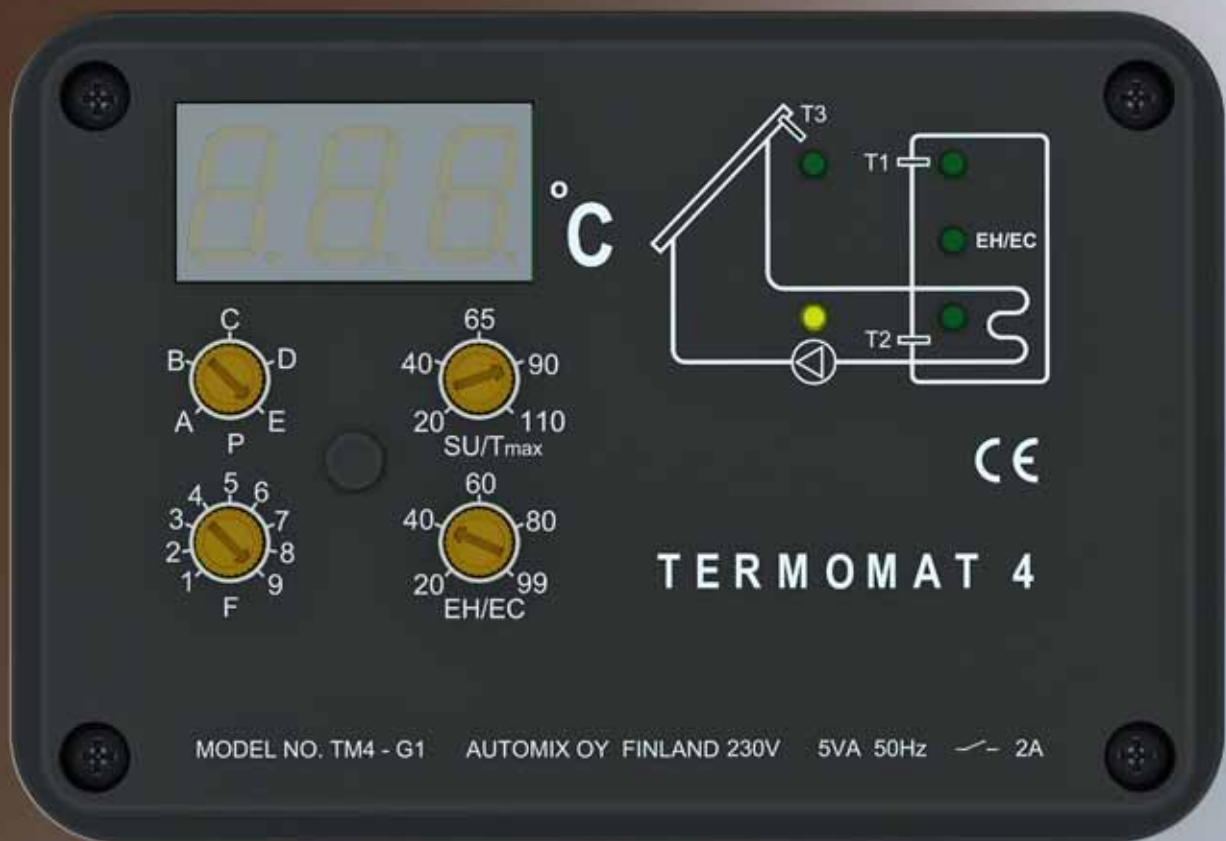 °C
T3
T1
EH/EC
T2
C
B D
A E
P
65
40 90
20 110
SU/Tmax
5
4 6
3 7
2 8
1 9
F
60
40 80
20 99
EH/EC
CE
TERMOMAT 4
MODEL NO. TM4 - G1 AUTOMIX OY FINLAND 230V 5VA 50Hz 2A